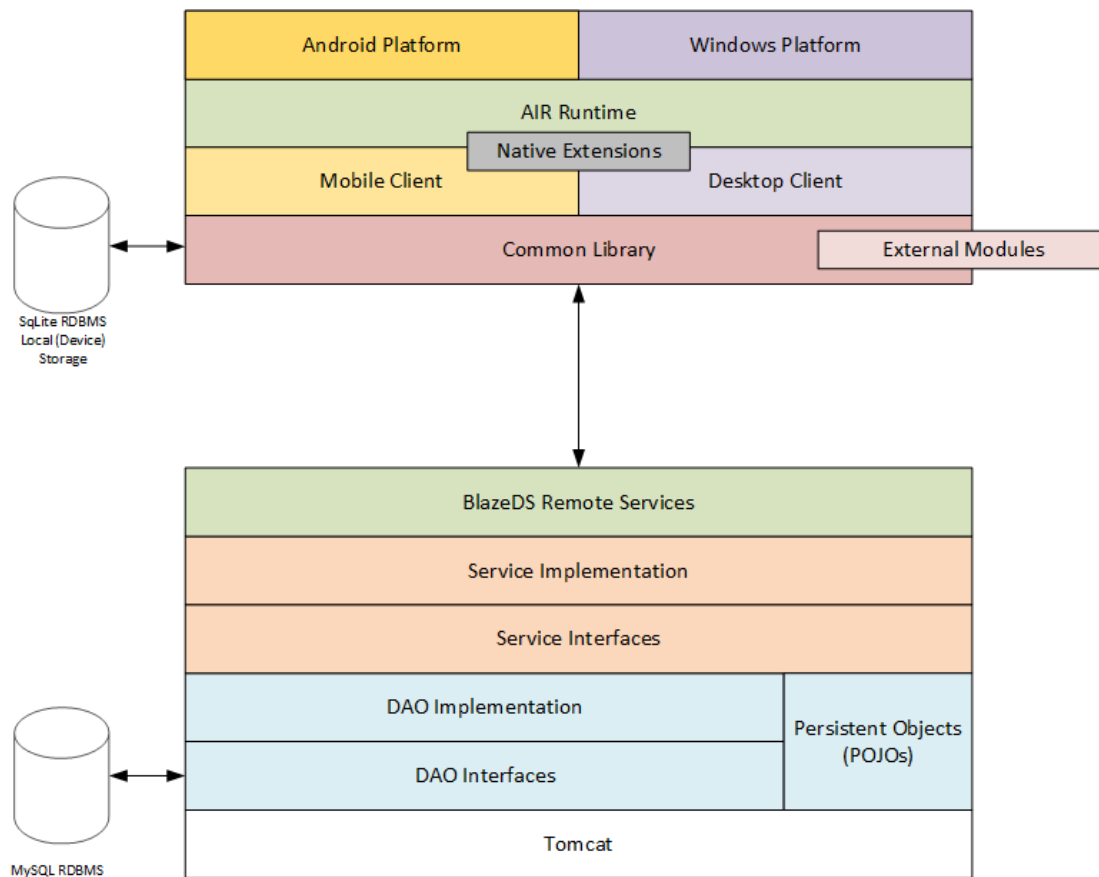 Android Platform
Windows Platform
AIR Runtime
Native Extensions
Mobile Client
Desktop Client
Common Library
External Modules
SqLite RDBMS
Local (Device)
Storage
BlazeDS Remote Services
Service Implementation
Service Interfaces
DAO Implementation
Persistent Objects
(POJOs)
DAO Interfaces
Tomcat
MySQL RDBMS